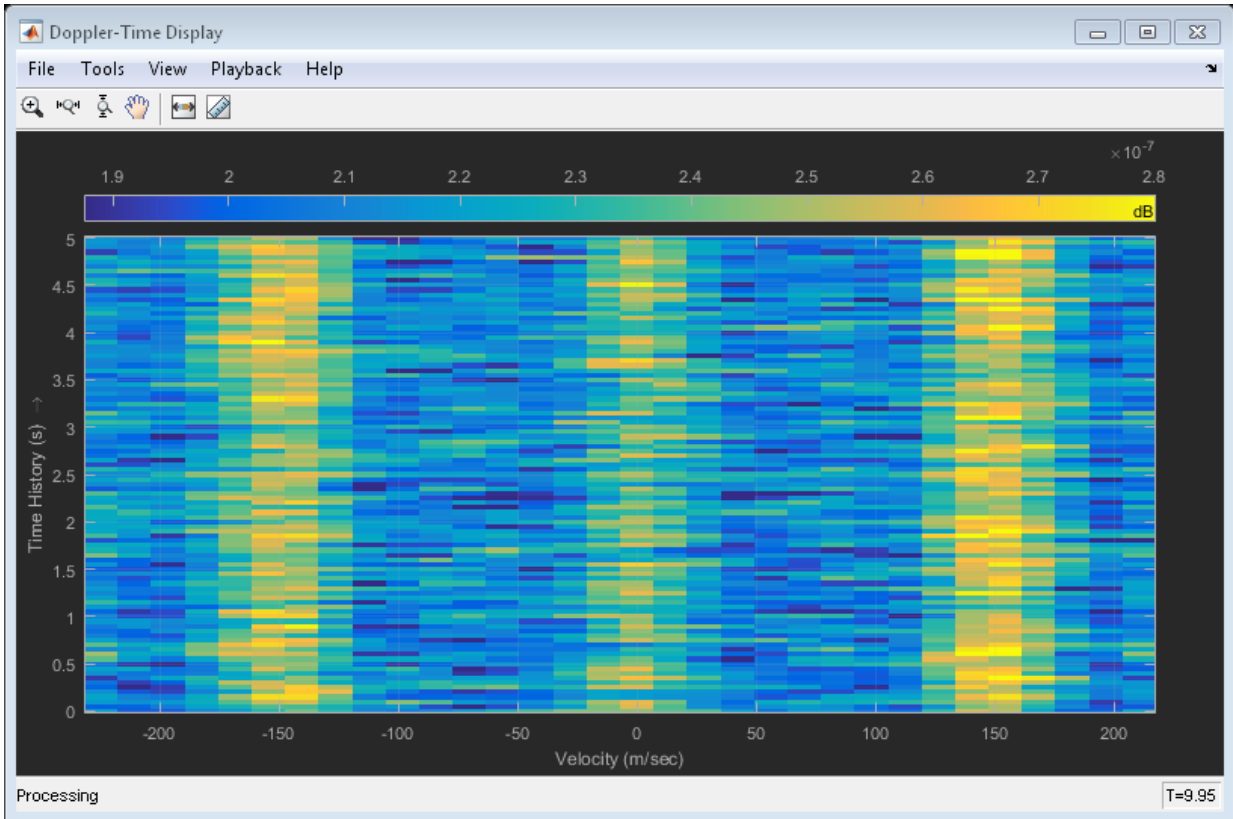 Doppler-Time Display
File Tools View Playback Help
×10-7
1.9 2 2.1 2.2 2.3 2.4 2.5 2.6 2.7 2.8
dB
5
4.5
4
3.5
3
2.5
2
1.5
1
0.5
0
Time History (s) →
-200 -150 -100 -50 0 50 100 150 200
Velocity (m/sec)
Processing T=9.95